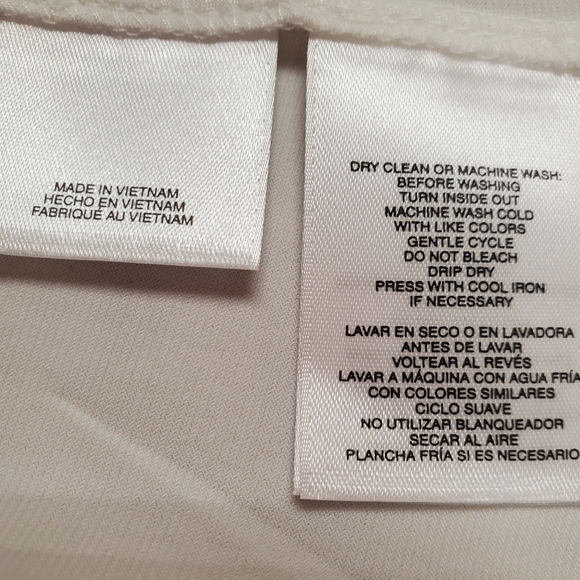 MADE IN VIETNAM
HECHO EN VIETNAM
FABRIQUÉ AU VIETNAM
DRY CLEAN OR MACHINE WASH:
BEFORE WASHING
TURN INSIDE OUT
MACHINE WASH COLD
WITH LIKE COLORS
GENTLE CYCLE
DO NOT BLEACH
DRIP DRY
PRESS WITH COOL IRON
IF NECESSARY
LAVAR EN SECO O EN LAVADORA
ANTES DE LAVAR
VOLTEAR AL REVÉS
LAVAR A MÁQUINA CON AGUA FRÍA
CON COLORES SIMILARES
CICLO SUAVE
NO UTILIZAR BLANQUEADOR
SECAR AL AIRE
PLANCHA FRÍA SI ES NECESARIO